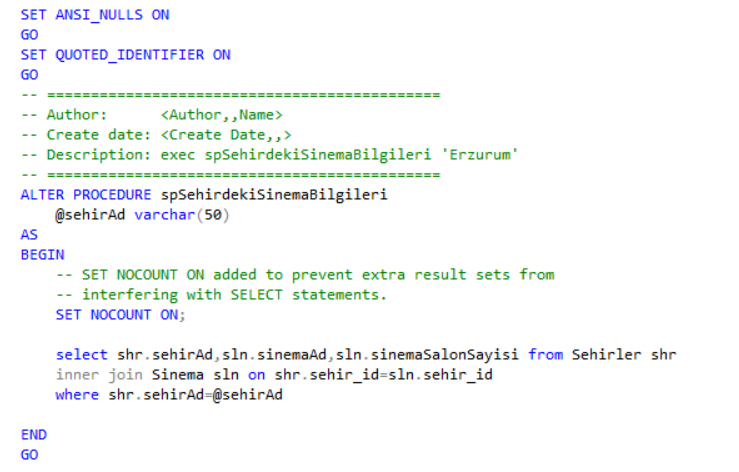 SET ANSI_NULLS ON
GO
SET QUOTED_IDENTIFIER ON
GO
-- =============================================
-- Author:      <Author,,Name>
-- Create date: <Create Date,,>
-- Description: exec spSehirdekiSinemaBilgileri 'Erzurum'
-- =============================================
ALTER PROCEDURE spSehirdekiSinemaBilgileri
    @sehirAd varchar(50)
AS
BEGIN
    -- SET NOCOUNT ON added to prevent extra result sets from
    -- interfering with SELECT statements.
    SET NOCOUNT ON;

    select shr.sehirAd,sln.sinemaAd,sln.sinemaSalonSayisi from Sehirler shr
    inner join Sinema sln on shr.sehir_id=sln.sehir_id
    where shr.sehirAd=@sehirAd

END
GO